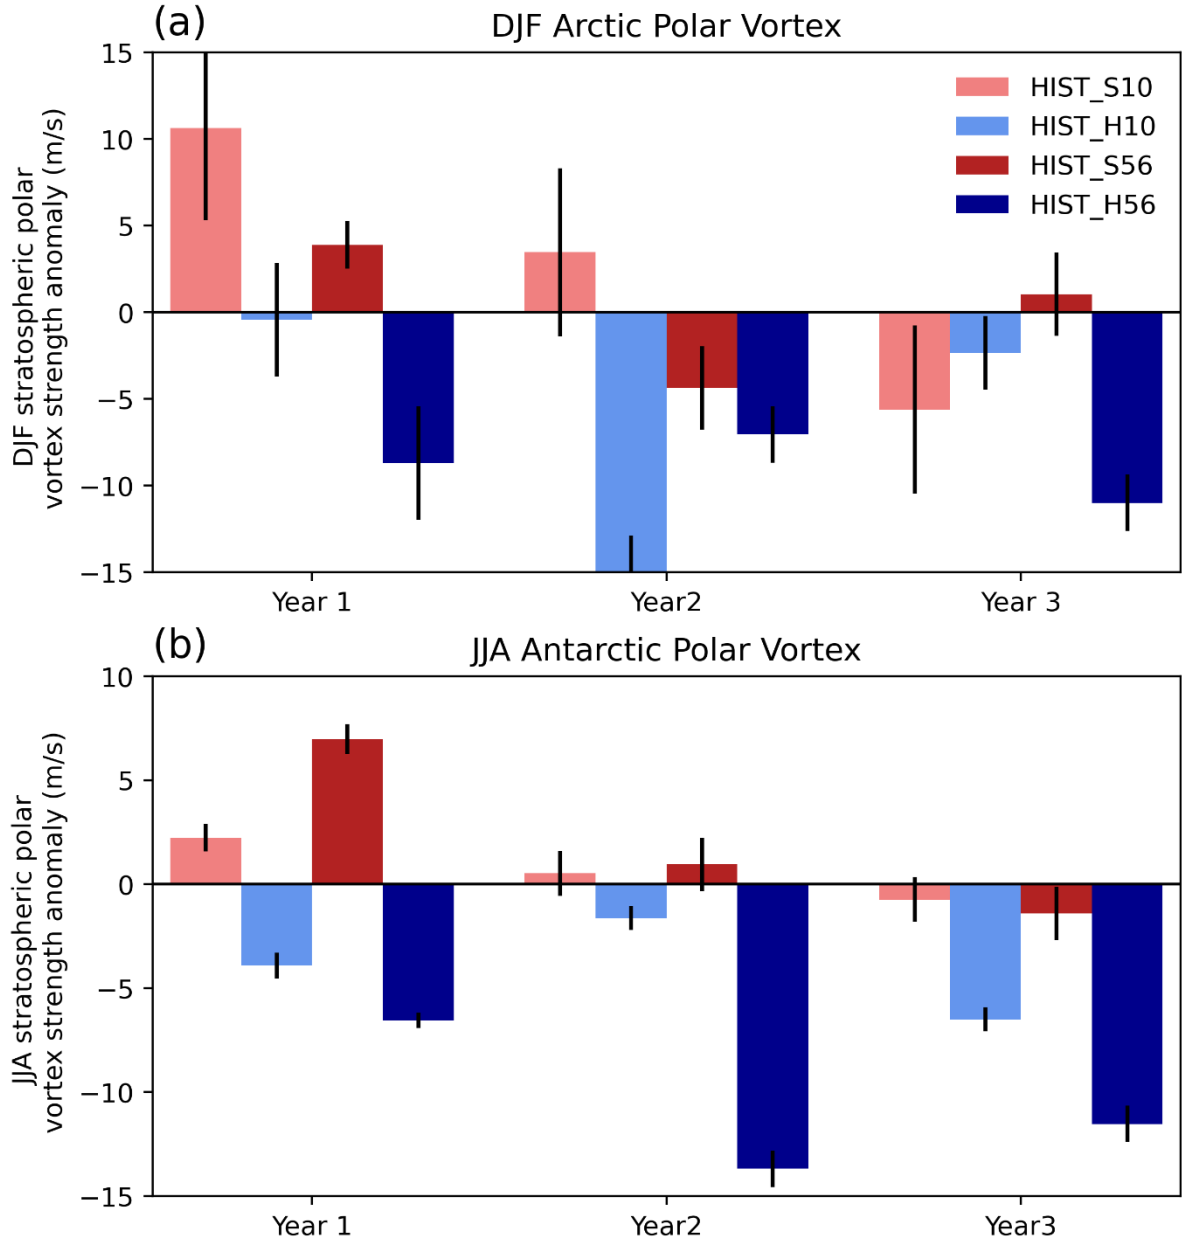 (a)
DJF Arctic Polar Vortex
DJF stratospheric polar
vortex strength anomaly (m/s)
15
10
5
0
−5
−10
−15
HIST_S10
HIST_H10
HIST_S56
HIST_H56
Year 1
Year2
Year 3
(b)
JJA Antarctic Polar Vortex
JJA stratospheric polar
vortex strength anomaly (m/s)
10
5
0
−5
−10
−15
Year 1
Year2
Year3